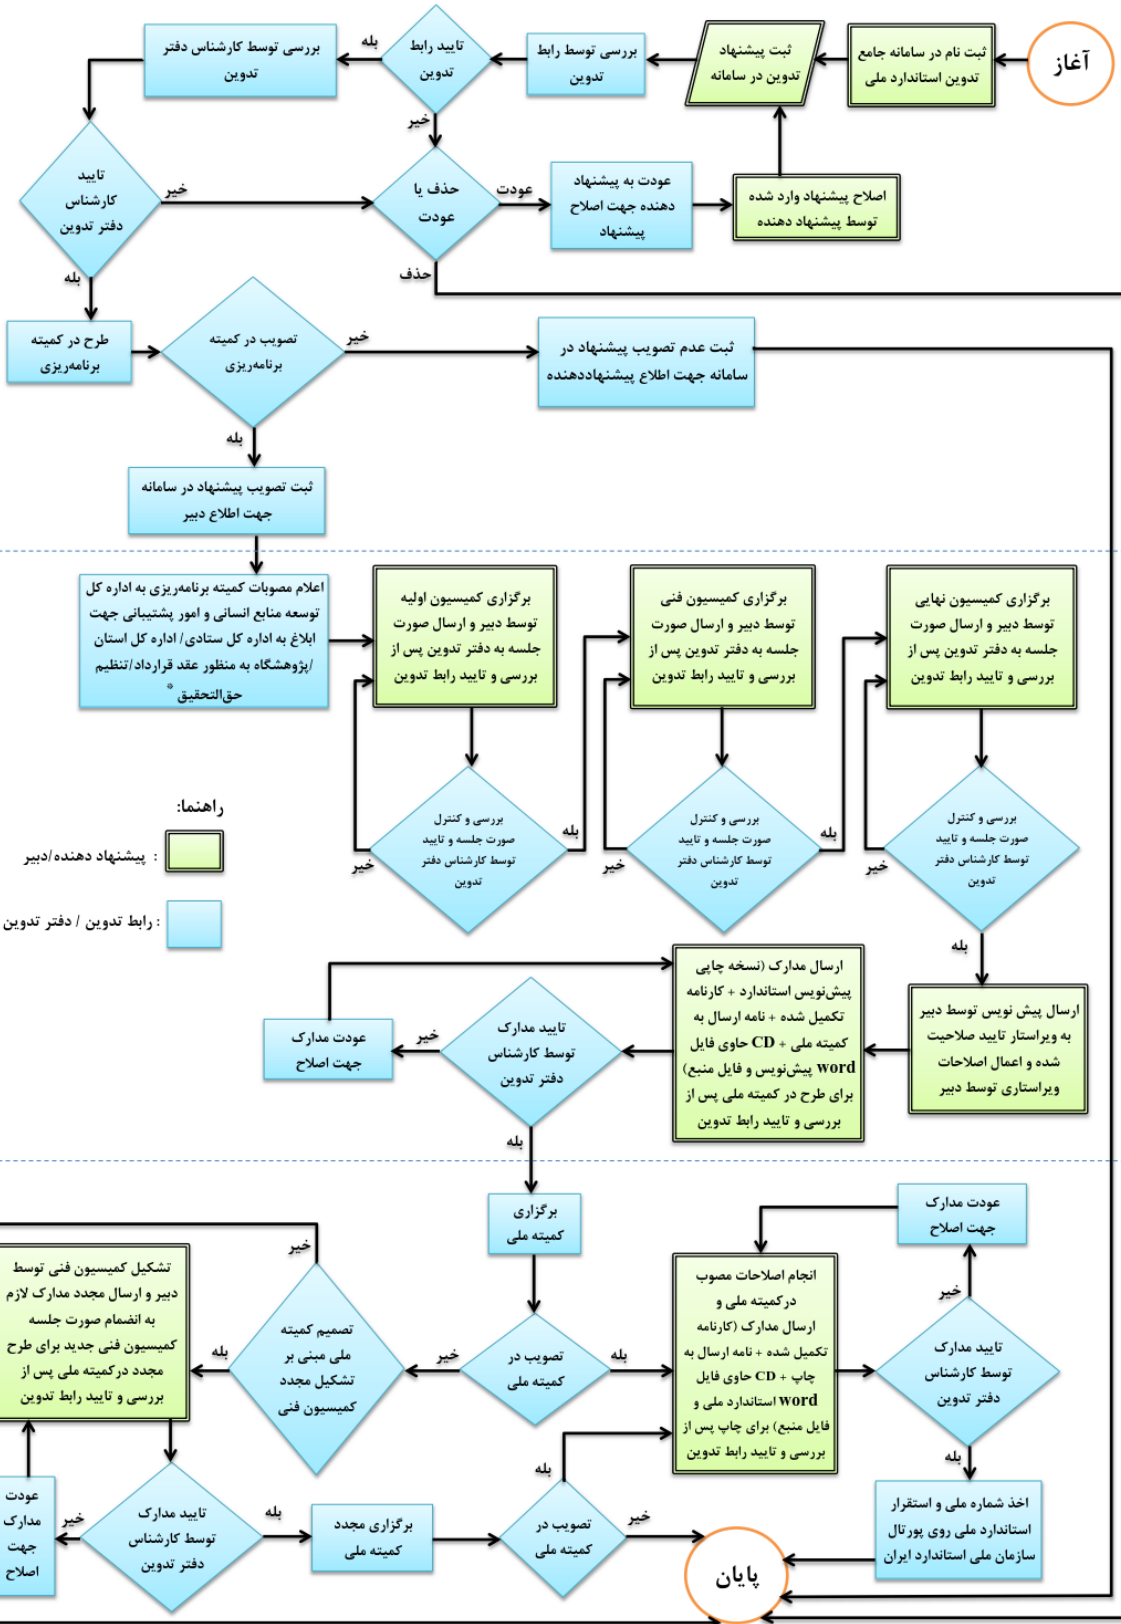 آغاز
ثبت نام در سامانه جامع
تدوین استاندارد ملی
ثبت پیشنهاد
تدوین در سامانه
بررسی توسط رابط
تدوین
تایید رابط
تدوین
بله
خیر
بررسی توسط کارشناس دفتر
تدوین
تایید
کارشناس
دفتر تدوین
خیر
بله
حذف یا
عودت
عودت
حذف
عودت به پیشنهاد
دهنده جهت اصلاح
پیشنهاد
اصلاح پیشنهاد وارد شده
توسط پیشنهاد دهنده
طرح در کمیته
برنامه‌ریزی
تصویب در کمیته
برنامه‌ریزی
خیر
بله
ثبت عدم تصویب پیشنهاد در
سامانه جهت اطلاع پیشنهاددهنده
ثبت تصویب پیشنهاد در سامانه
جهت اطلاع دبیر
اعلام مصوبات کمیته برنامه‌ریزی به اداره کل
توسعه منابع انسانی و امور پشتیبانی جهت
ابلاغ به اداره کل ستادی/ اداره کل استان
/پژوهشگاه به منظور عقد قرارداد/تنظیم
حق‌التحقیق *
برگزاری کمیسیون اولیه
توسط دبیر و ارسال صورت
جلسه به دفتر تدوین پس از
بررسی و تایید رابط تدوین
برگزاری کمیسیون فنی
توسط دبیر و ارسال صورت
جلسه به دفتر تدوین پس از
بررسی و تایید رابط تدوین
برگزاری کمیسیون نهایی
توسط دبیر و ارسال صورت
جلسه به دفتر تدوین پس از
بررسی و تایید رابط تدوین
بررسی و کنترل
صورت جلسه و تایید
توسط کارشناس دفتر
تدوین
خیر
بله
بررسی و کنترل
صورت جلسه و تایید
توسط کارشناس دفتر
تدوین
خیر
بله
بررسی و کنترل
صورت جلسه و تایید
توسط کارشناس دفتر
تدوین
خیر
بله
راهنما:
: پیشنهاد دهنده/دبیر
: رابط تدوین / دفتر تدوین
ارسال پیش نویس توسط دبیر
به ویراستار تایید صلاحیت
شده و اعمال اصلاحات
ویراستاری توسط دبیر
ارسال مدارک (نسخه چاپی
پیش‌نویس استاندارد + کارنامه
تکمیل شده + نامه ارسال به
کمیته ملی + CD حاوی فایل
word پیش‌نویس و فایل منبع)
برای طرح در کمیته ملی پس از
بررسی و تایید رابط تدوین
تایید مدارک
توسط کارشناس
دفتر تدوین
خیر
بله
عودت مدارک
جهت اصلاح
برگزاری
کمیته ملی
تصویب در
کمیته ملی
بله
خیر
تصمیم کمیته
ملی مبنی بر
تشکیل مجدد
کمیسیون فنی
خیر
بله
تشکیل کمیسیون فنی توسط
دبیر و ارسال مجدد مدارک لازم
به انضمام صورت جلسه
کمیسیون فنی جدید برای طرح
مجدد درکمیته ملی پس از
بررسی و تایید رابط تدوین
انجام اصلاحات مصوب
درکمیته ملی و
ارسال مدارک (کارنامه
تکمیل شده + نامه ارسال به
چاپ + CD حاوی فایل
word استاندارد ملی و
فایل منبع) برای چاپ پس از
بررسی و تایید رابط تدوین
عودت مدارک
جهت اصلاح
خیر
تایید مدارک
توسط کارشناس
دفتر تدوین
بله
اخذ شماره ملی و استقرار
استاندارد ملی روی پورتال
سازمان ملی استاندارد ایران
عودت
مدارک
جهت
اصلاح
خیر
تایید مدارک
توسط کارشناس
دفتر تدوین
بله
برگزاری مجدد
کمیته ملی
تصویب در
کمیته ملی
بله
خیر
پایان